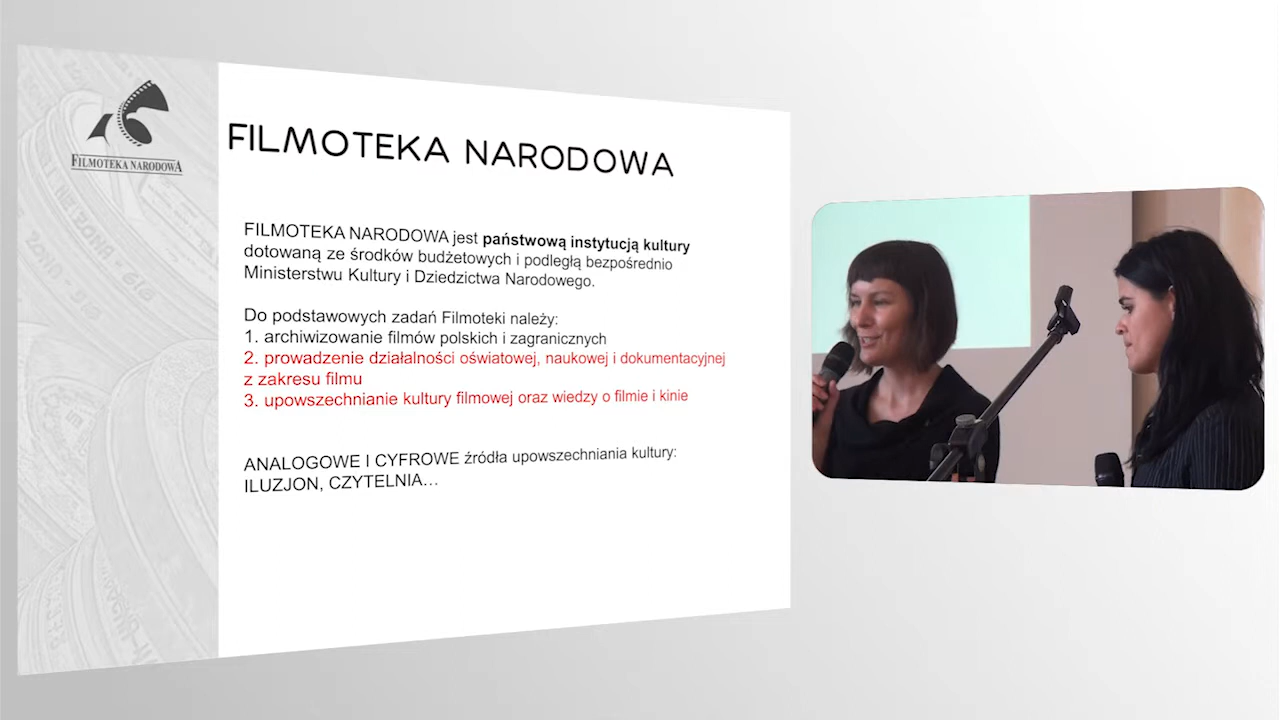 FILMOTEKA NARODOWA
FILMOTEKA NARODOWA
FILMOTEKA NARODOWA jest państwową instytucją kultury
dotowaną ze środków budżetowych i podległą bezpośrednio
Ministerstwu Kultury i Dziedzictwa Narodowego.
Do podstawowych zadań Filmoteki należy:
1. archiwizowanie filmów polskich i zagranicznych
2. prowadzenie działalności oświatowej, naukowej i dokumentacyjnej
z zakresu filmu
3. upowszechnianie kultury filmowej oraz wiedzy o filmie i kinie
ANALOGOWE I CYFROWE źródła upowszechniania kultury:
ILUZJON, CZYTELNIA…